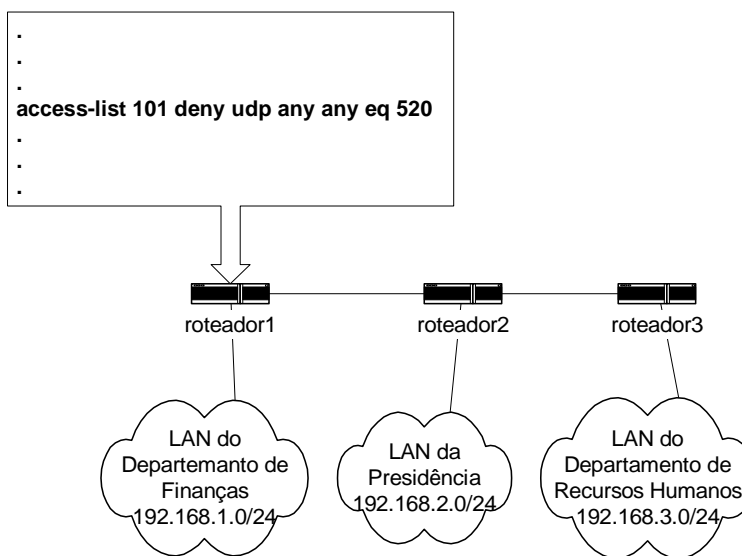 .
.
.
access-list 101 deny udp any any eq 520
.
.
.
roteador1
roteador2
roteador3
LAN do
Departemanto de
Finanças
192.168.1.0/24
LAN da
Presidência
192.168.2.0/24
LAN do
Departamento de
Recursos Humanos
192.168.3.0/24